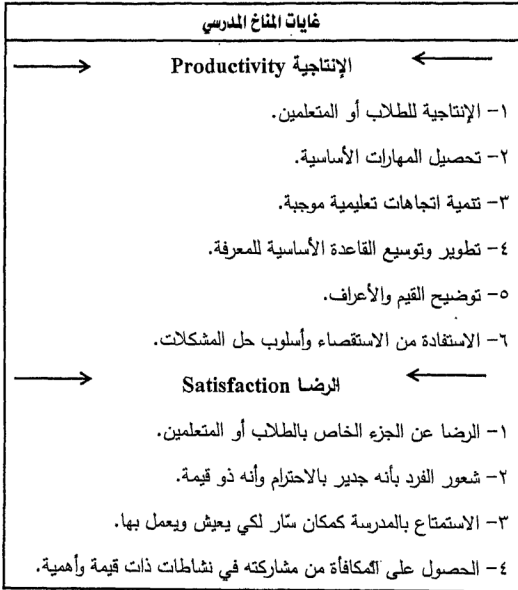 غايات المناخ المدرسي
الإنتاجية Productivity
١- الإنتاجية للطلاب أو المتعلمين.
٢- تحصيل المهارات الأساسية.
٣- تنمية اتجاهات تعليمية موجبة.
٤- تطوير وتوسيع القاعدة الأساسية للمعرفة.
٥- توضيح القيم والأعراف.
٦- الاستفادة من الاستقصاء وأسلوب حل المشكلات.
الرضا Satisfaction
١- الرضا عن الجزء الخاص بالطلاب أو المتعلمين.
٢- شعور الفرد بأنه جدير بالاحترام وأنه ذو قيمة.
٣- الاستمتاع بالمدرسة كمكان سّار لكي يعيش ويعمل بها.
٤- الحصول على المكافأة من مشاركته في نشاطات ذات قيمة وأهمية.